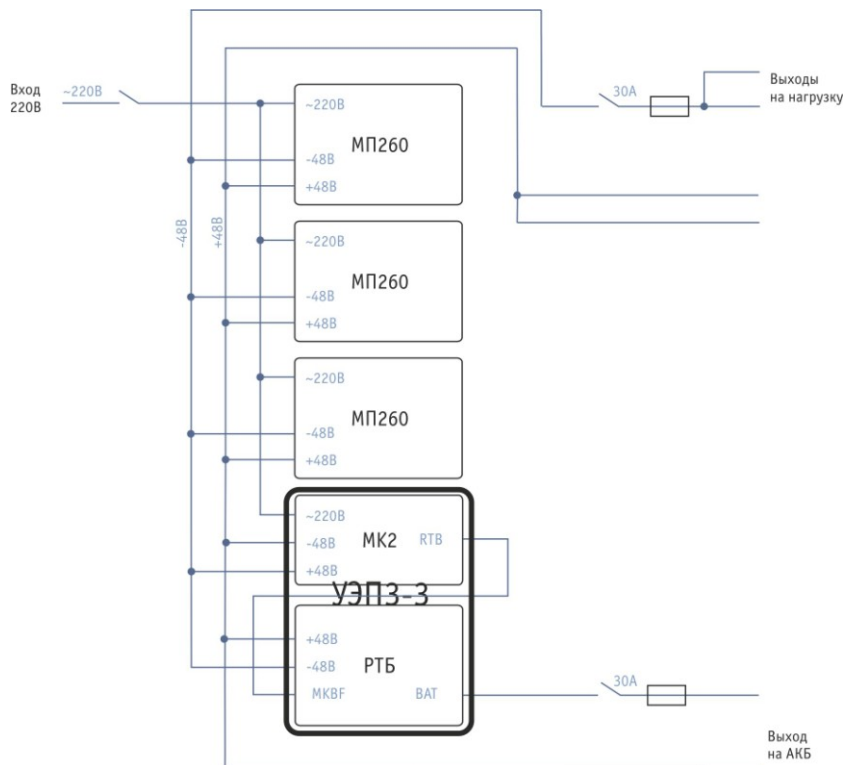 Вход
220В
~220В
30А
Выходы
на нагрузку
~220В
МП260
-48В
+48В
-48В
+48В
~220В
МП260
-48В
+48В
~220В
МП260
-48В
+48В
~220В
-48В
МК2
RTB
+48В
УЭПЗ-3
+48В
-48В
РТБ
MKBF
BAT
30А
Выход
на АКБ